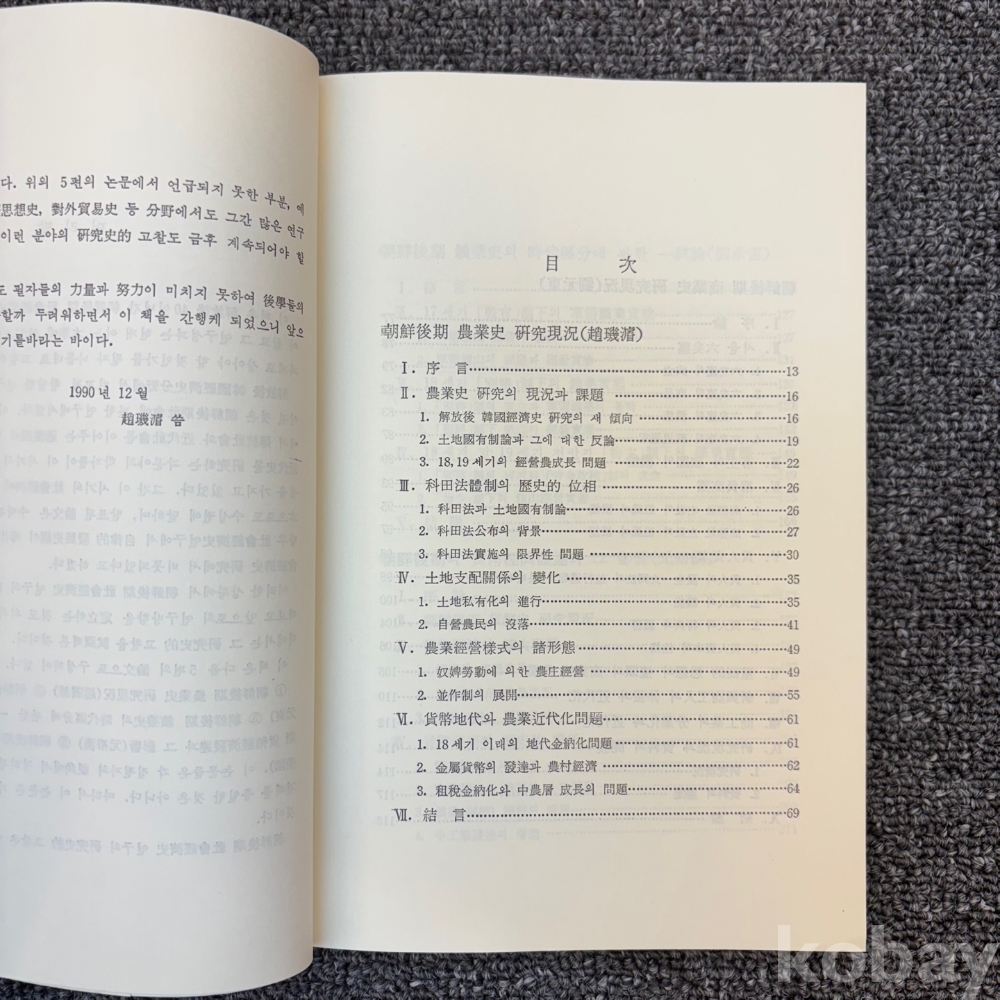 다. 위의 5편의 논문에서 언급되지 못한 부분, 예
思想史, 對外貿易史 등 分野에서도 그간 많은 연구
이런 분야의 硏究史的 고찰도 금후 계속되어야 할
도 필자들의 力量과 努力이 미치지 못하여 後學들의
할까 두려워하면서 이 책을 간행케 되었으니 앞으
기를바라는 바이다.
1990년 12월
趙璣濬 씀
目 次
朝鮮後期 農業史 硏究現況(趙璣濬)
Ⅰ. 序 言 13
Ⅱ. 農業史 硏究의 現況과 課題 16
1. 解放後 韓國經濟史 硏究의 새 傾向 16
2. 土地國有制論과 그에 대한 反論 19
3. 18,19세기의 經營農成長 問題 22
Ⅲ. 科田法體制의 歷史的 位相 26
1. 科田法과 土地國有制論 26
2. 科田法公布의 背景 27
3. 科田法實施의 限界性 問題 30
Ⅳ. 土地支配關係의 變化 35
1. 土地私有化의 進行 35
2. 自營農民의 沒落 41
Ⅴ. 農業經營樣式의 諸形態 49
1. 奴婢勞動에 의한 農庄經營 49
2. 並作制의 展開 55
Ⅵ. 貨幣地代와 農業近代化問題 61
1. 18세기 이래의 地代金納化問題 61
2. 金屬貨幣의 發達과 農村經濟 62
3. 租稅金納化와 中農層 成長의 問題 64
Ⅶ. 結 言 69
kobay